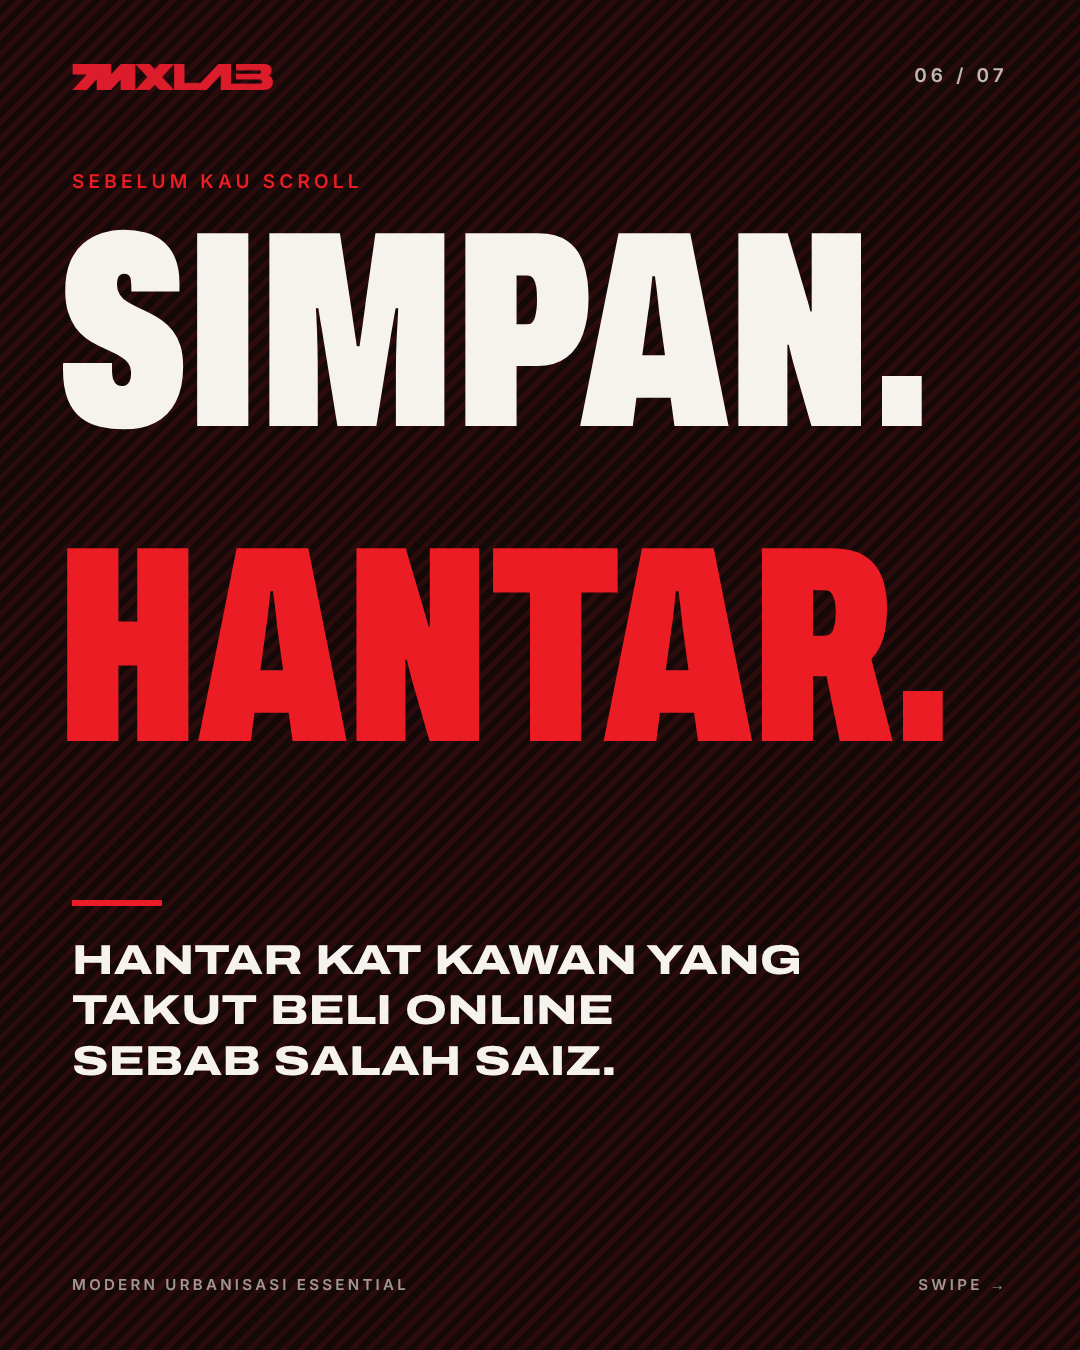 MXLAB
06 / 07
SEBELUM KAU SCROLL
SIMPAN.
HANTAR.
HANTAR KAT KAWAN YANG
TAKUT BELI ONLINE
SEBAB SALAH SAIZ.
MODERN URBANISASI ESSENTIAL
SWIPE →